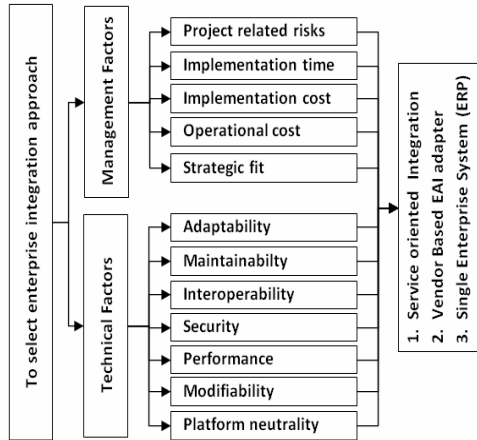 To select enterprise integration approach
Management Factors
Project related risks
Implementation time
Implementation cost
Operational cost
Strategic fit
Technical Factors
Adaptability
Maintainabilty
Interoperability
Security
Performance
Modifiability
Platform neutrality
1. Service oriented Integration
2. Vendor Based EAI adapter
3. Single Enterprise System (ERP)